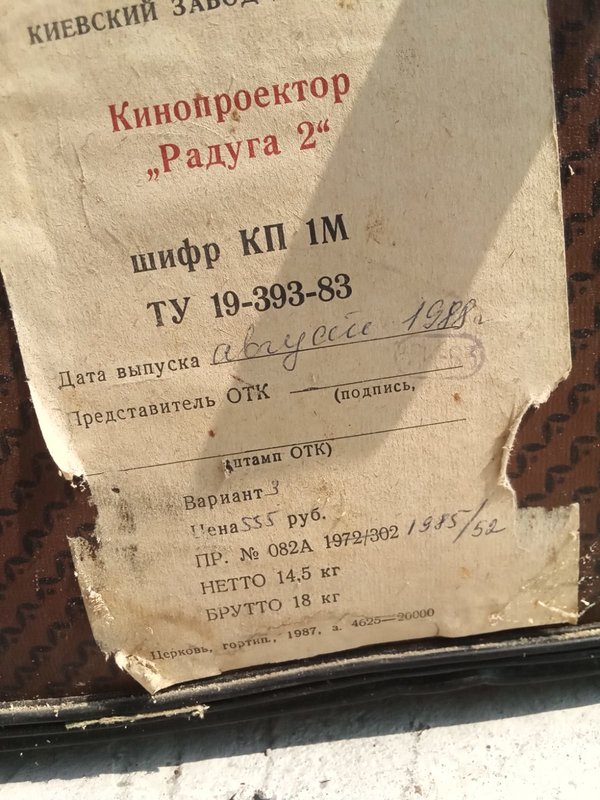 КИЕВСКИЙ ЗАВОД
Кинопроектор
„Радуга 2“
шифр КП 1М
ТУ 19-393-83
Дата выпуска август 1988 г
Представитель ОТК
(подпись,
(штамп ОТК)
Вариант 3
Цена 555 руб.
ПР. № 082А 1972/302 1985/52
НЕТТО 14,5 кг
БРУТТО 18 кг
Церковь, гортип., 1987, з. 4625—20000